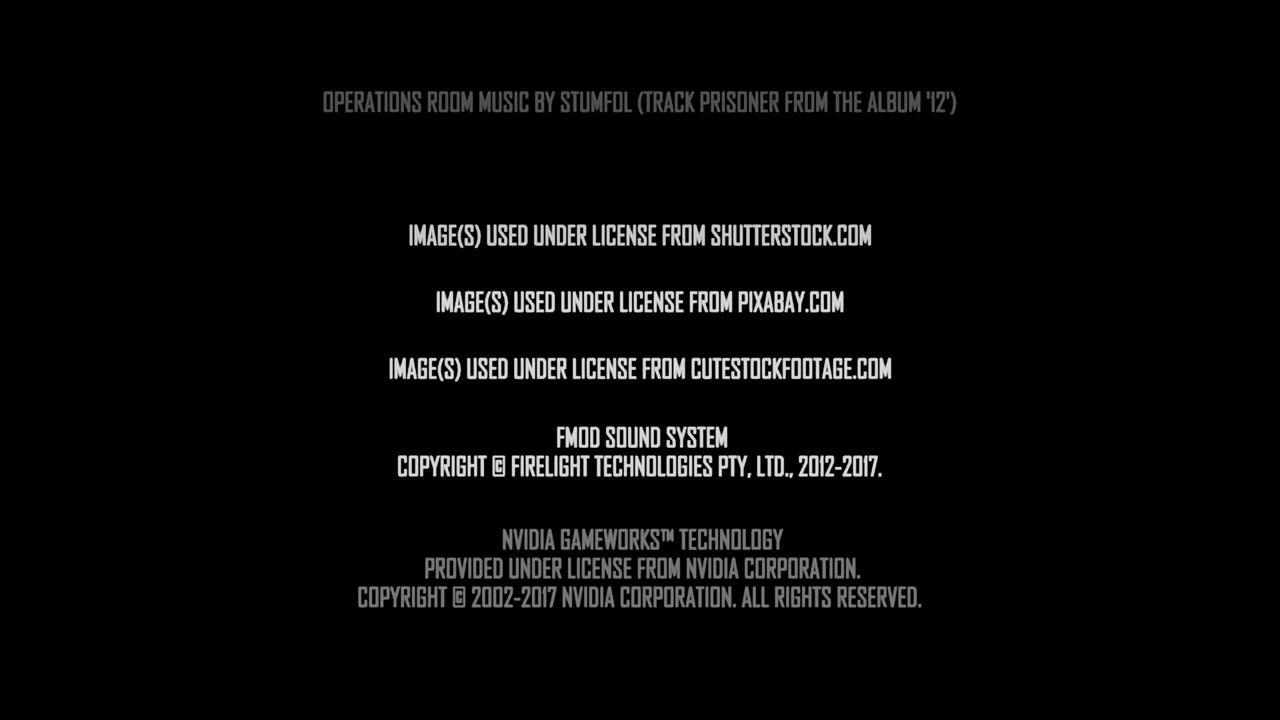 OPERATIONS ROOM MUSIC BY STUMFOL (TRACK PRISONER FROM THE ALBUM '12')
IMAGE(S) USED UNDER LICENSE FROM SHUTTERSTOCK.COM
IMAGE(S) USED UNDER LICENSE FROM PIXABAY.COM
IMAGE(S) USED UNDER LICENSE FROM CUTESTOCKFOOTAGE.COM
FMOD SOUND SYSTEM
COPYRIGHT © FIRELIGHT TECHNOLOGIES PTY, LTD., 2012-2017.
NVIDIA GAMEWORKS™ TECHNOLOGY
PROVIDED UNDER LICENSE FROM NVIDIA CORPORATION.
COPYRIGHT © 2002-2017 NVIDIA CORPORATION. ALL RIGHTS RESERVED.